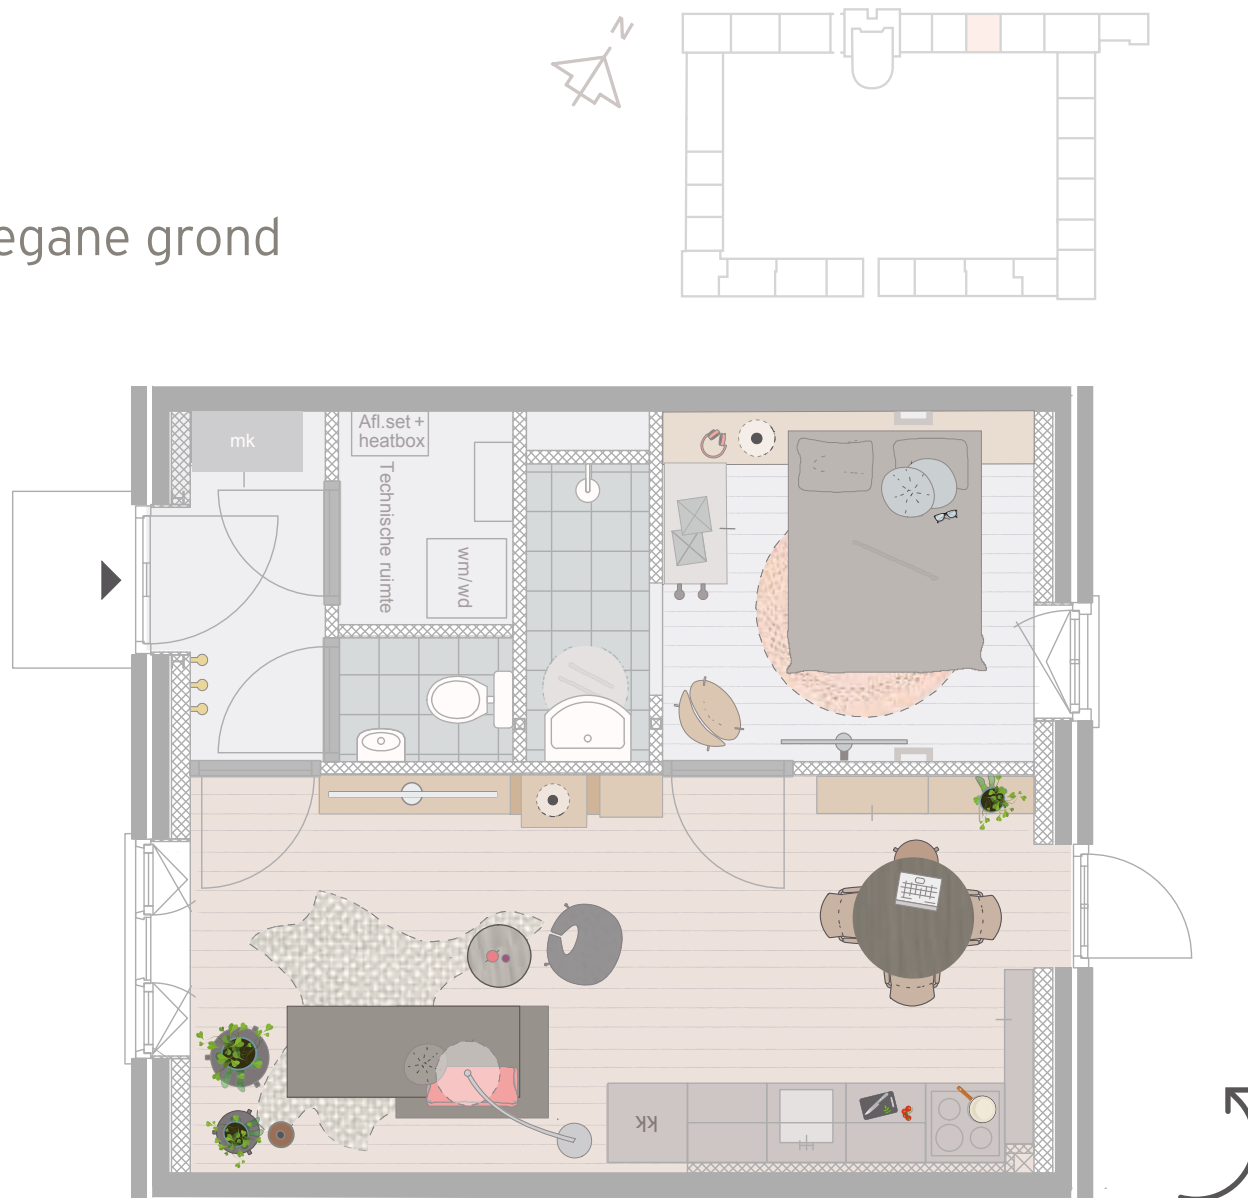 N
egane grond
mk
Afl.set +
heatbox
Technische ruimte
wm/wd
kk